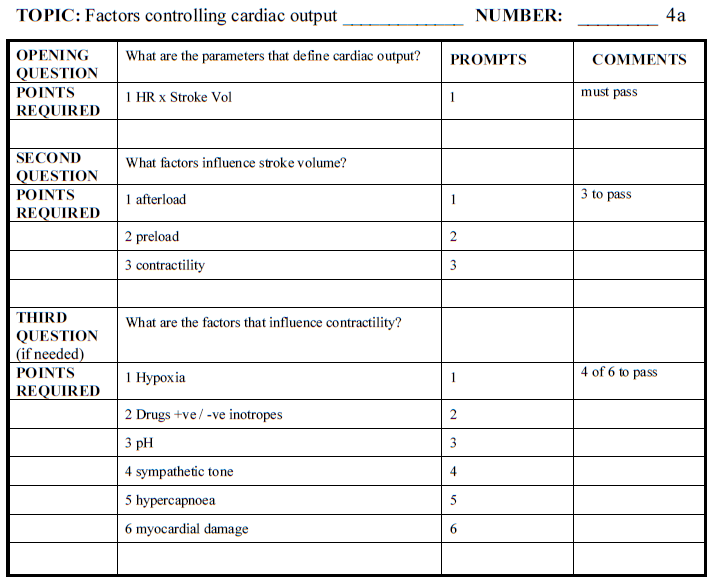 TOPIC: Factors controlling cardiac output ____________ NUMBER: ________ 4a
OPENING QUESTION What are the parameters that define cardiac output? PROMPTS COMMENTS
POINTS REQUIRED 1 HR x Stroke Vol 1 must pass
SECOND QUESTION What factors influence stroke volume?
POINTS REQUIRED 1 afterload 1 3 to pass
2 preload 2
3 contractility 3
THIRD QUESTION (if needed) What are the factors that influence contractility?
POINTS REQUIRED 1 Hypoxia 1 4 of 6 to pass
2 Drugs +ve / -ve inotropes 2
3 pH 3
4 sympathetic tone 4
5 hypercapnoea 5
6 myocardial damage 6